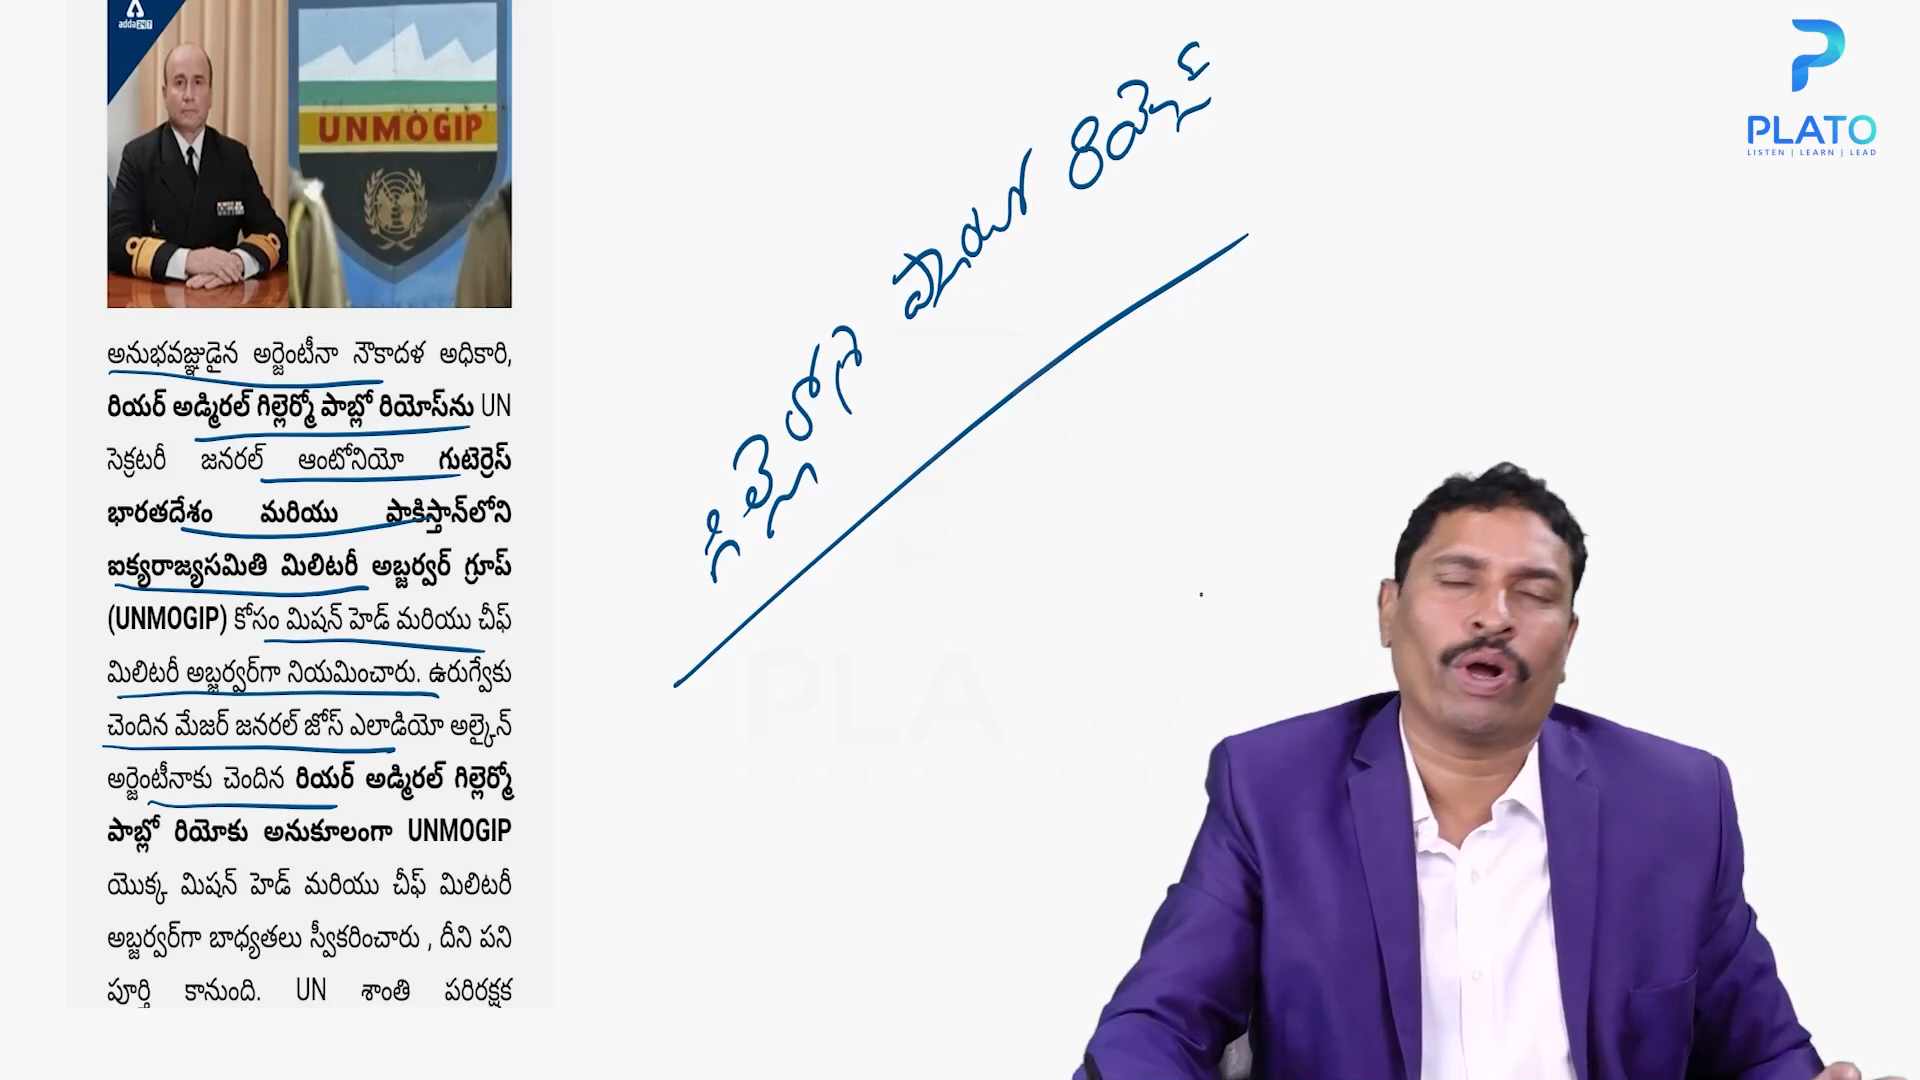 adda247
UNMOGIP
అనుభవజ్ఞుడైన అర్జెంటీనా నౌకాదళ అధికారి,
రియర్ అడ్మిరల్ గిల్లెర్మో పాబ్లో రియోస్‌ను UN
సెక్రటరీ జనరల్ ఆంటోనియో గుటెర్రెస్
భారతదేశం మరియు పాకిస్తాన్‌లోని
ఐక్యరాజ్యసమితి మిలిటరీ అబ్జర్వర్ గ్రూప్
(UNMOGIP) కోసం మిషన్ హెడ్ మరియు చీఫ్
మిలిటరీ అబ్జర్వర్‌గా నియమించారు. ఉరుగ్వేకు
చెందిన మేజర్ జనరల్ జోస్ ఎలాడియో అల్కైన్
అర్జెంటీనాకు చెందిన రియర్ అడ్మిరల్ గిల్లెర్మో
పాబ్లో రియోకు అనుకూలంగా UNMOGIP
యొక్క మిషన్ హెడ్ మరియు చీఫ్ మిలిటరీ
అబ్జర్వర్‌గా బాధ్యతలు స్వీకరించారు , దీని పని
పూర్తి కానుంది. UN శాంతి పరిరక్షక
PLATO
LISTEN | LEARN | LEAD
PLATO